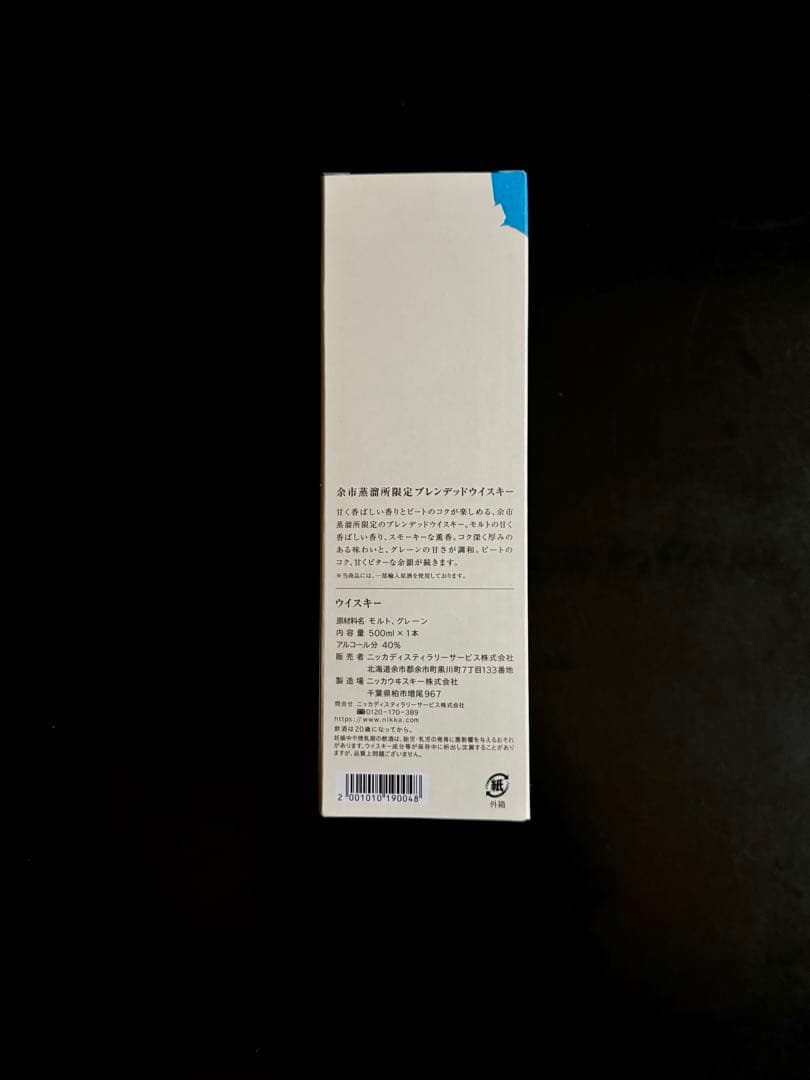 余市蒸溜所限定ブレンデッドウイスキー
甘く香ばしい香りとピートのコクが楽しめる、余市
蒸溜所限定のブレンデッドウイスキー。モルトの甘く
香ばしい香り、スモーキーな薫香。コク深く厚みの
ある味わいと、グレーンの甘さが調和。ピートの
コク、甘くビターな余韻が続きます。
※当商品には、一部輸入原酒を使用しております。
ウイスキー
原材料名 モルト、グレーン
内容量 500ml×1本
アルコール分 40%
販売者 ニッカディスティラリーサービス株式会社
北海道余市郡余市町黒川町7丁目133番地
製造場 ニッカウヰスキー株式会社
千葉県柏市増尾967
問合せ ニッカディスティラリーサービス株式会社
0120-170-389
https://www.nikka.com
飲酒は20歳になってから。
妊娠中や授乳期の飲酒は、胎児・乳児の発育に悪影響を与えるおそれ
があります。ウイスキー成分等が保存中に析出し沈澱することがあり
ますが、品質上問題ございません。
2 001010 190048
紙
外箱